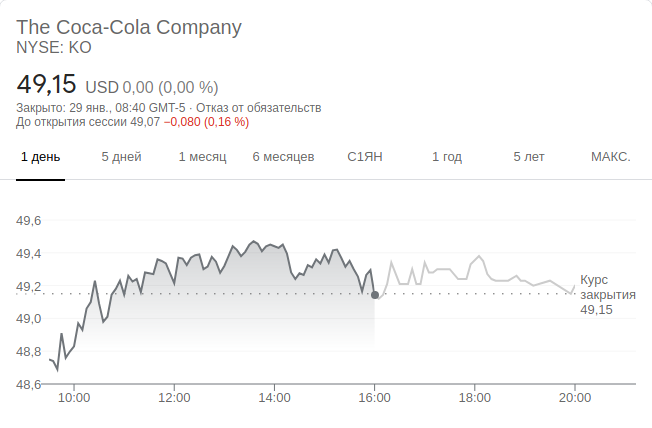 The Coca-Cola Company
NYSE: KO
49,15 USD 0,00 (0,00 %)
Закрыто: 29 янв., 08:40 GMT-5 · Отказ от обязательств
До открытия сессии 49,07 −0,080 (0,16 %)
1 день 5 дней 1 месяц 6 месяцев С1ЯН 1 год 5 лет МАКС.
49,6
49,4
49,2
49,0
48,8
48,6
Курс
закрытия
49,15
10:00 12:00 14:00 16:00 18:00 20:00